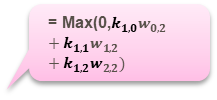 = Max(0,k₁,₀w₀,₂
+ k₁,₁w₁,₂
+ k₁,₂w₂,₂)